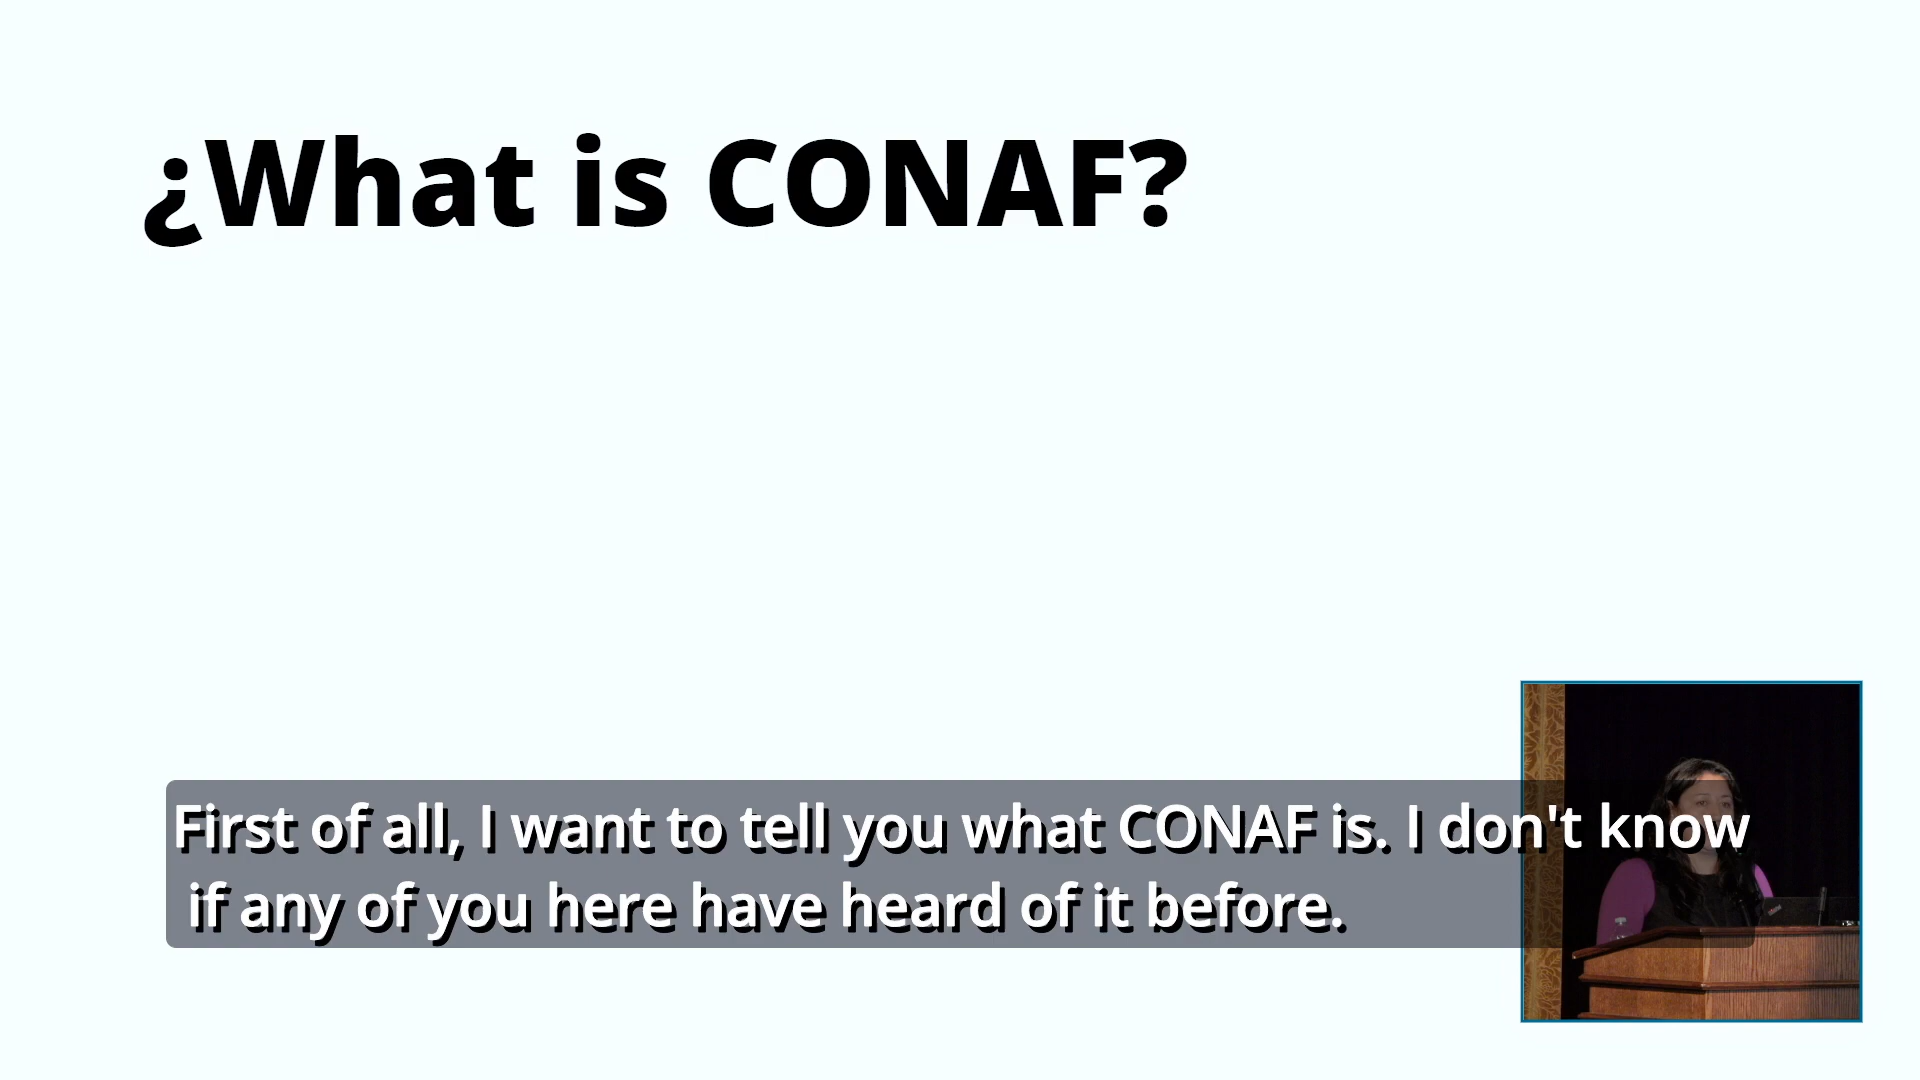 ¿What is CONAF?
First of all, I want to tell you what CONAF is. I don't know
if any of you here have heard of it before.